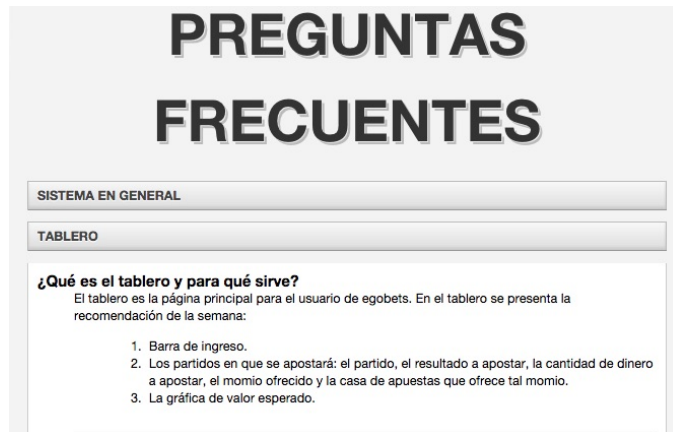 PREGUNTAS
FRECUENTES
SISTEMA EN GENERAL
TABLERO
¿Qué es el tablero y para qué sirve?
El tablero es la página principal para el usuario de egobets. En el tablero se presenta la
recomendación de la semana:
1. Barra de ingreso.
2. Los partidos en que se apostará: el partido, el resultado a apostar, la cantidad de dinero
a apostar, el momio ofrecido y la casa de apuestas que ofrece tal momio.
3. La gráfica de valor esperado.